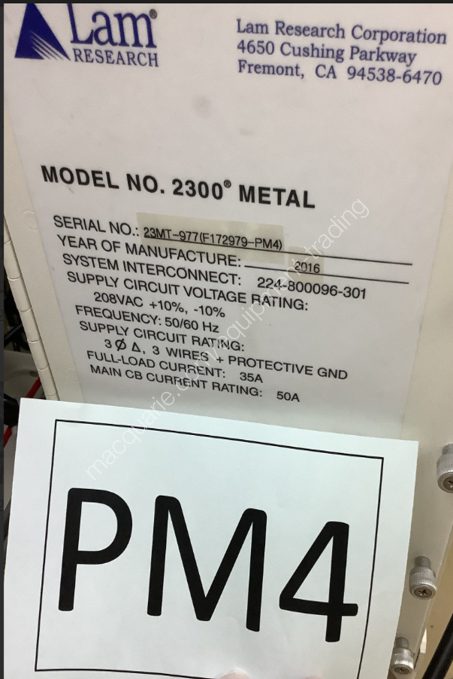 Lam®
RESEARCH
Lam Research Corporation
4650 Cushing Parkway
Fremont, CA 94538-6470
MODEL NO. 2300® METAL
SERIAL NO.: 23MT-977(F172979-PM4)
YEAR OF MANUFACTURE: 2016
SYSTEM INTERCONNECT: 224-800096-301
SUPPLY CIRCUIT VOLTAGE RATING:
208VAC +10%, -10%
FREQUENCY: 50/60 Hz
SUPPLY CIRCUIT RATING:
3 Ø Δ, 3 WIRES + PROTECTIVE GND
FULL-LOAD CURRENT: 35A
MAIN CB CURRENT RATING: 50A
PM4